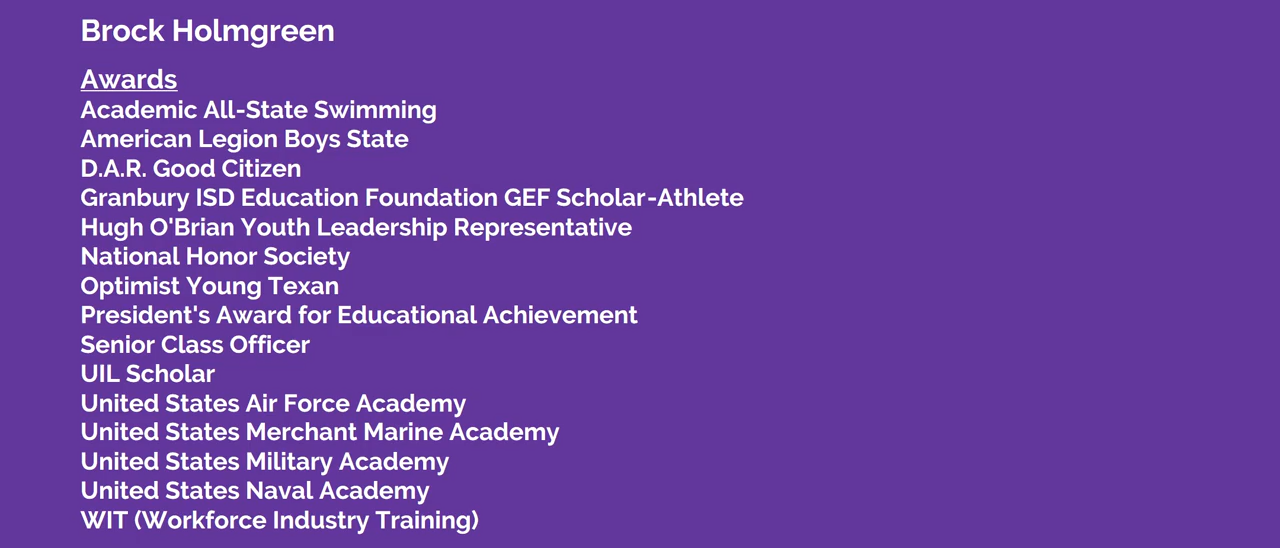 Brock Holmgreen
Awards
Academic All-State Swimming
American Legion Boys State
D.A.R. Good Citizen
Granbury ISD Education Foundation GEF Scholar-Athlete
Hugh O'Brian Youth Leadership Representative
National Honor Society
Optimist Young Texan
President's Award for Educational Achievement
Senior Class Officer
UIL Scholar
United States Air Force Academy
United States Merchant Marine Academy
United States Military Academy
United States Naval Academy
WIT (Workforce Industry Training)